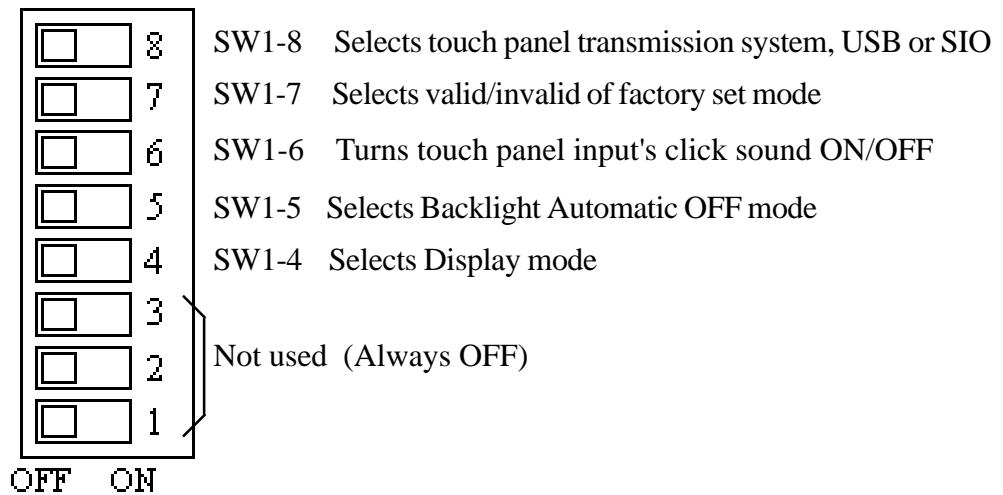 8 SW1-8 Selects touch panel transmission system, USB or SIO
7 SW1-7 Selects valid/invalid of factory set mode
6 SW1-6 Turns touch panel input's click sound ON/OFF
5 SW1-5 Selects Backlight Automatic OFF mode
4 SW1-4 Selects Display mode
3
2 Not used (Always OFF)
1
OFF ON